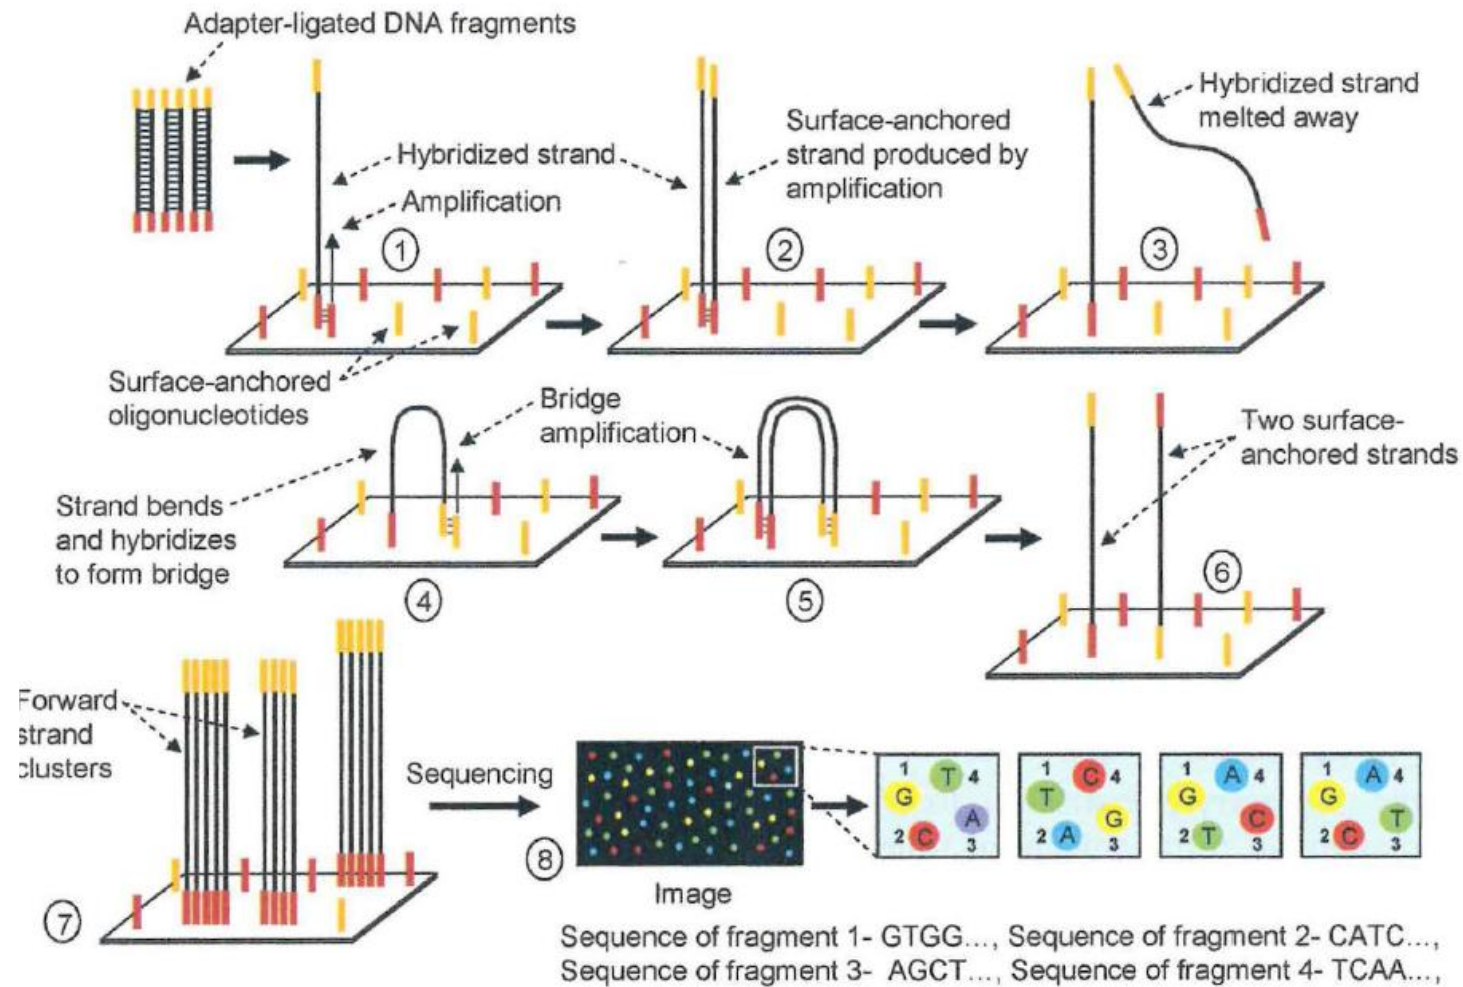 Adapter-ligated DNA fragments
Hybridized strand
Amplification
1
Surface-anchored
oligonucleotides
Surface-anchored
strand produced by
amplification
2
Hybridized strand
melted away
3
Strand bends
and hybridizes
to form bridge
4
Bridge
amplification
5
Two surface-
anchored strands
6
Forward
strand
clusters
7
Sequencing
8
Image
1 T 4
G A
2 C 3
1 C 4
T G
2 A 3
1 A 4
G C
2 T 3
1 A 4
G T
2 C 3
Sequence of fragment 1- GTGG..., Sequence of fragment 2- CATC...,
Sequence of fragment 3- AGCT..., Sequence of fragment 4- TCAA...,